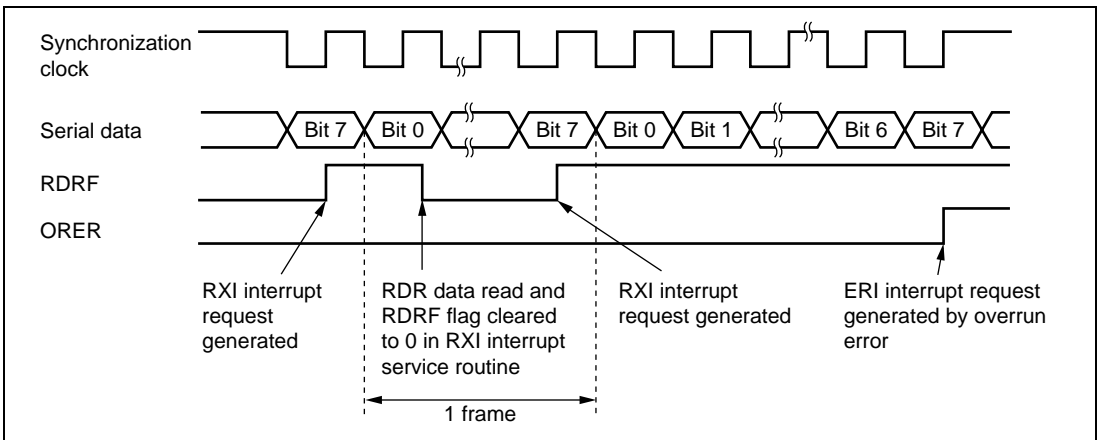 Synchronization
clock
Serial data
Bit 7
Bit 0
Bit 7
Bit 0
Bit 1
Bit 6
Bit 7
RDRF
ORER
RXI interrupt
request
generated
RDR data read and
RDRF flag cleared
to 0 in RXI interrupt
service routine
RXI interrupt
request generated
ERI interrupt request
generated by overrun
error
1 frame